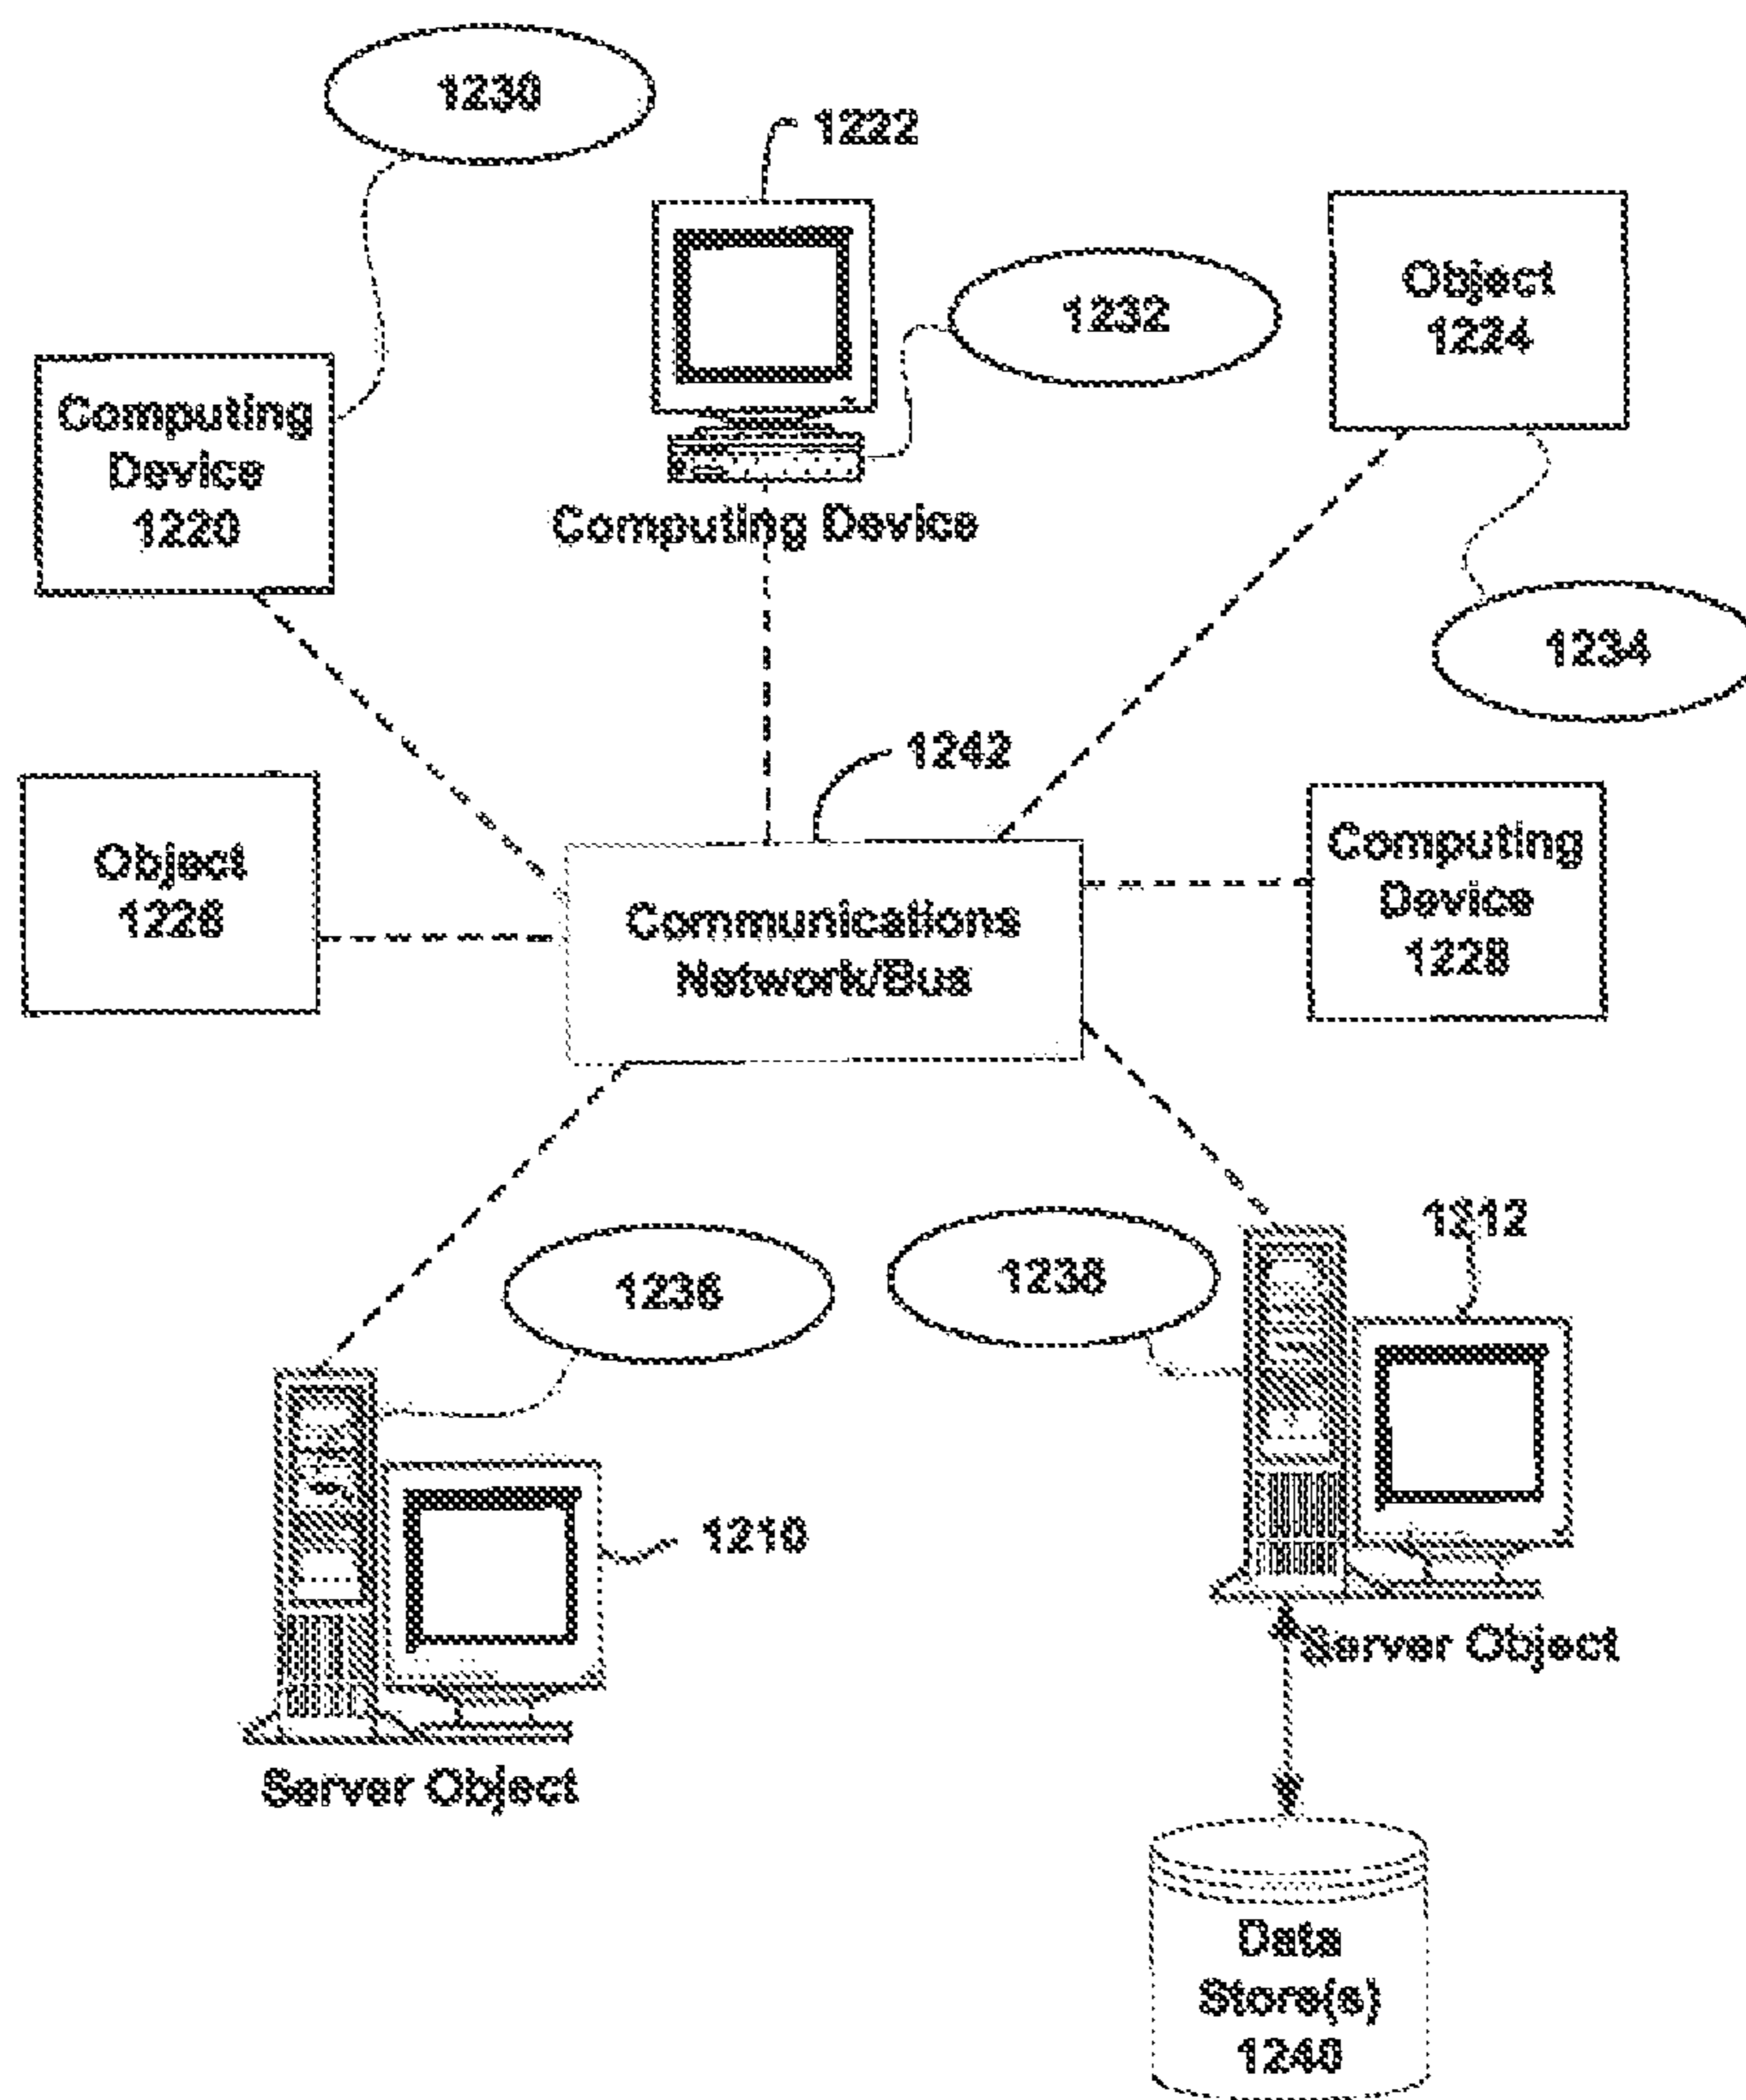 1230
1222
Object
1224
1232
Computing
Device
1220
Computing Device
1234
1242
Object
1226
Computing
Device
1228
Communications
Network/Bus
1212
1236
1238
1210
Server Object
Server Object
Data
Store(s)
1240